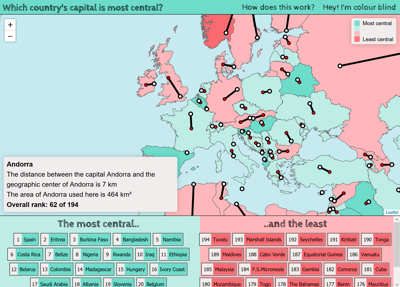 Which country's capital is most central?
How does this work? Hey! I'm colour blind
+
−
Most central
Least central
Andorra
The distance between the capital Andorra and the
geographic center of Andorra is 7 km
The area of Andorra used here is 464 km²
Overall rank: 62 of 194
Leaflet
The most central..
..and the least
1 Spain 2 Eritrea 3 Burkina Faso 4 Bangladesh 5 Namibia
194 Tuvalu 193 Marshall Islands 192 Seychelles 191 Kiribati 190 Tonga
6 Costa Rica 7 Belize 8 Nigeria 9 Rwanda 10 Iraq 11 Ethiopia
189 Maldives 188 Cabo Verde 187 Equatorial Guinea 186 Vanuatu
12 Belarus 13 Colombia 14 Madagascar 15 Hungary 16 Ivory Coast
185 Malaysia 184 F.S.Micronesia 183 Gambia 182 Comoros 181 Cuba
17 Saudi Arabia 18 Albania 19 Slovenia 20 Belgium
180 Mozambique 179 Togo 178 The Bahamas 177 Benin 176 Mauritius